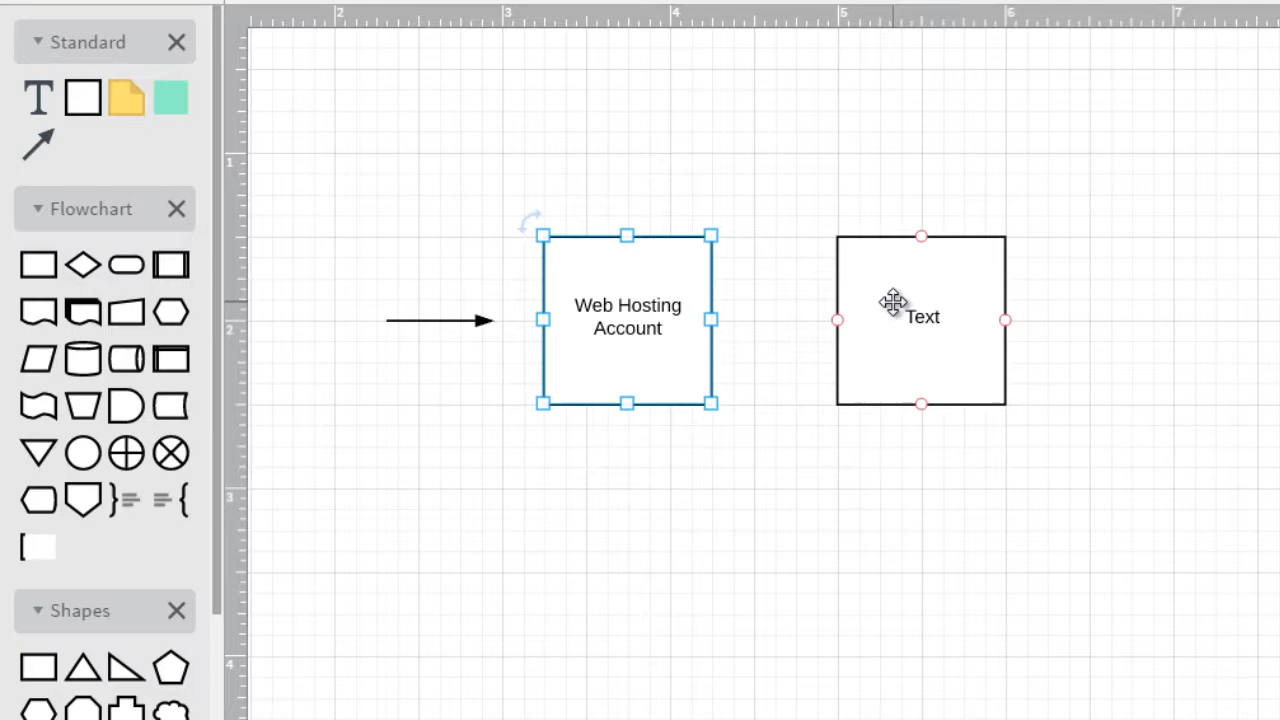 2 3 4 5 6 7
Standard
T
1
Flowchart
Web Hosting
Account
Text
2
3
Shapes
4